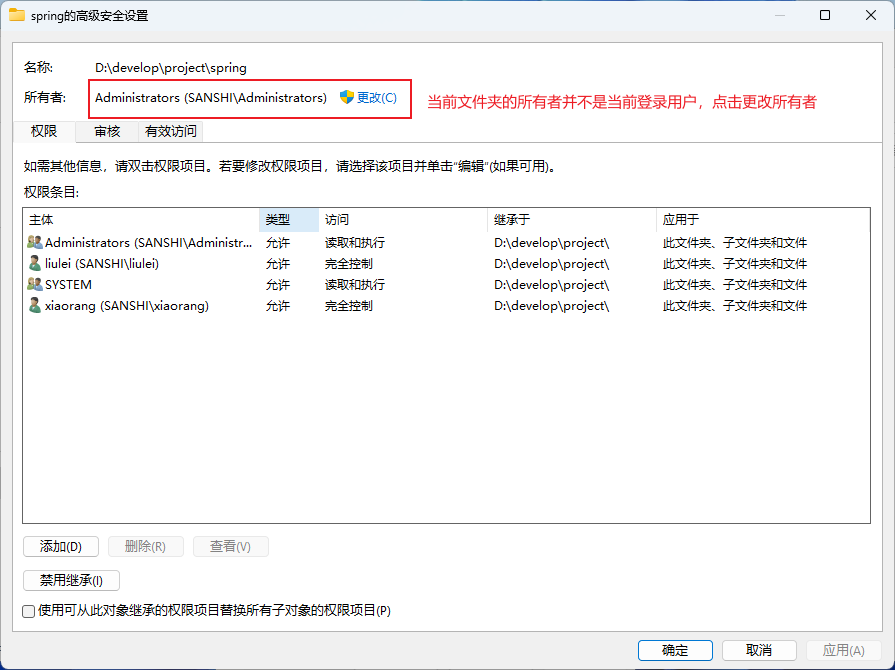 spring的高级安全设置
名称: D:\develop\project\spring
所有者: Administrators (SANSHI\Administrators) 更改(C) 当前文件夹的所有者并不是当前登录用户，点击更改所有者
权限 审核 有效访问
如需其他信息，请双击权限项目。若要修改权限项目，请选择该项目并单击“编辑”(如果可用)。
权限条目:
主体 类型 访问 继承于 应用于
Administrators (SANSHI\Administr... 允许 读取和执行 D:\develop\project\ 此文件夹、子文件夹和文件
liulei (SANSHI\liulei) 允许 完全控制 D:\develop\project\ 此文件夹、子文件夹和文件
SYSTEM 允许 读取和执行 D:\develop\project\ 此文件夹、子文件夹和文件
xiaorang (SANSHI\xiaorang) 允许 完全控制 D:\develop\project\ 此文件夹、子文件夹和文件
添加(D) 删除(R) 查看(V)
禁用继承(I)
使用可从此对象继承的权限项目替换所有子对象的权限项目(P)
确定 取消 应用(A)